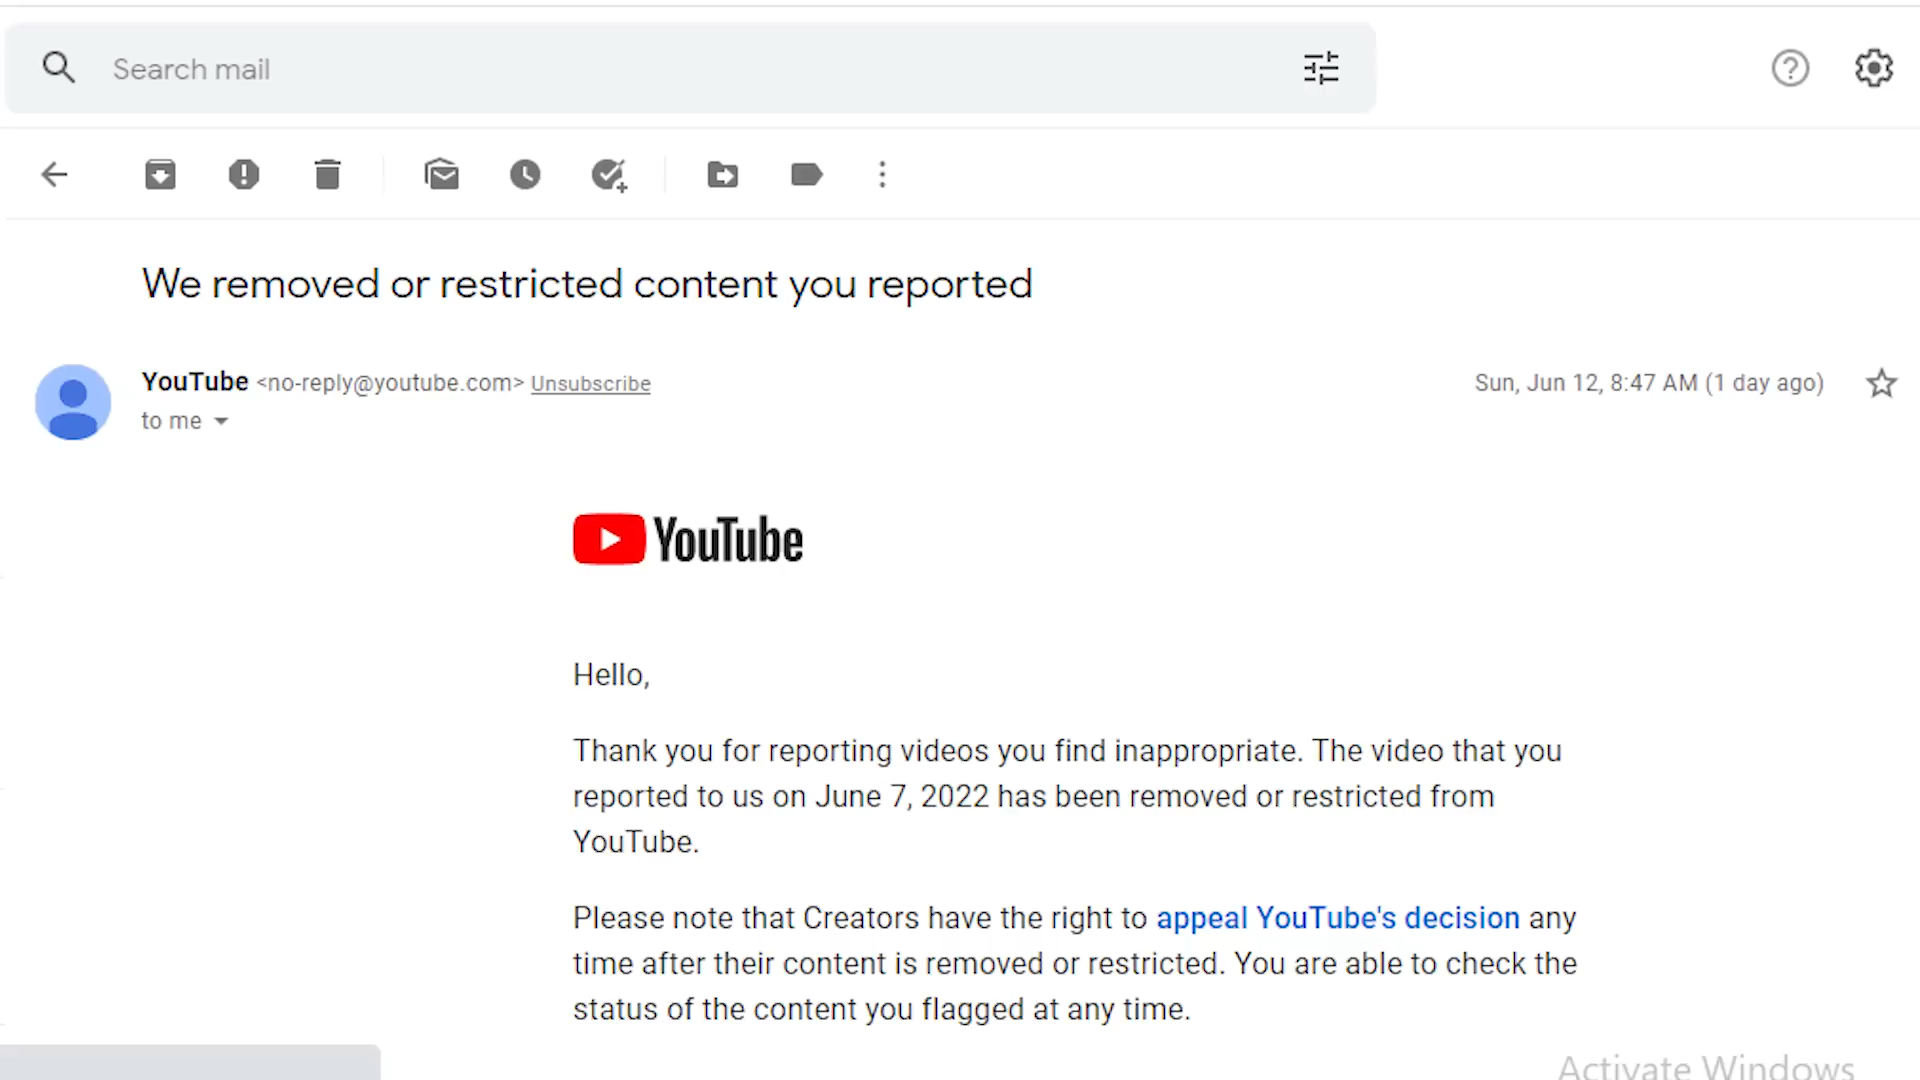 Search mail
We removed or restricted content you reported
YouTube <no-reply@youtube.com> Unsubscribe
Sun, Jun 12, 8:47 AM (1 day ago)
to me
YouTube
Hello,
Thank you for reporting videos you find inappropriate. The video that you
reported to us on June 7, 2022 has been removed or restricted from
YouTube.
Please note that Creators have the right to appeal YouTube's decision any
time after their content is removed or restricted. You are able to check the
status of the content you flagged at any time.
Activate Windows